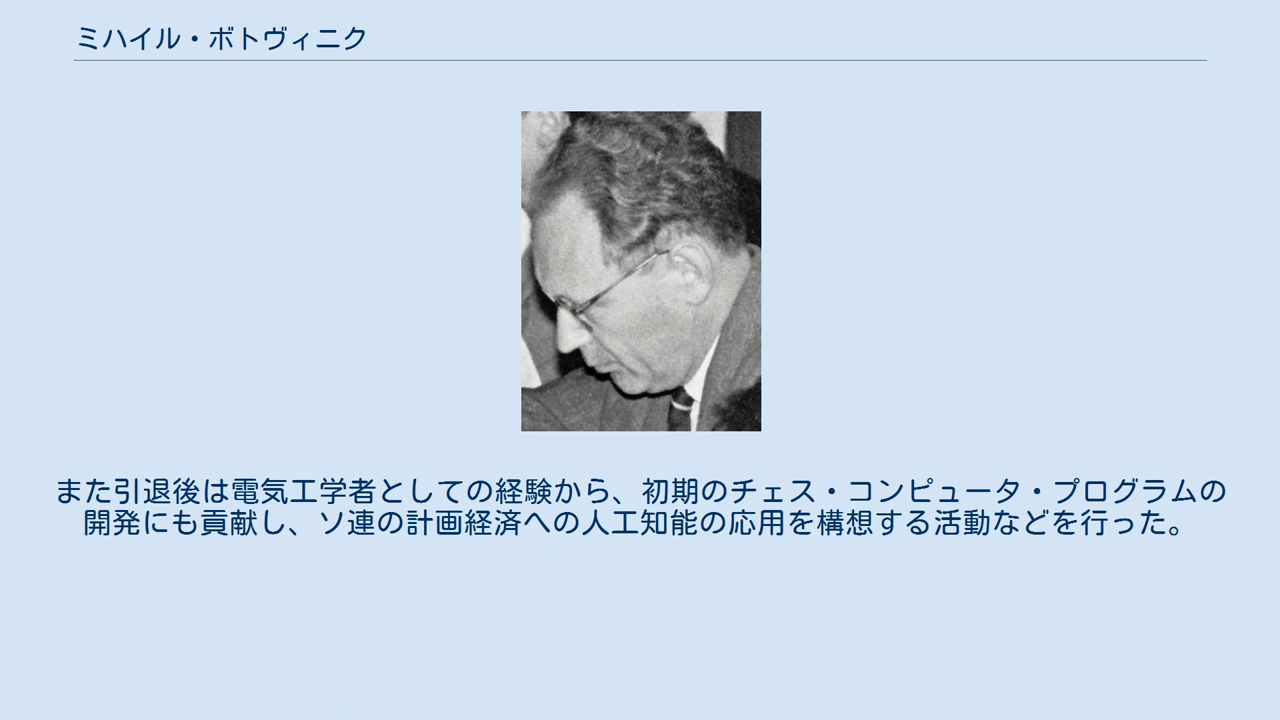 ミハイル・ボトヴィニク
また引退後は電気工学者としての経験から、初期のチェス・コンピュータ・プログラムの
開発にも貢献し、ソ連の計画経済への人工知能の応用を構想する活動などを行った。